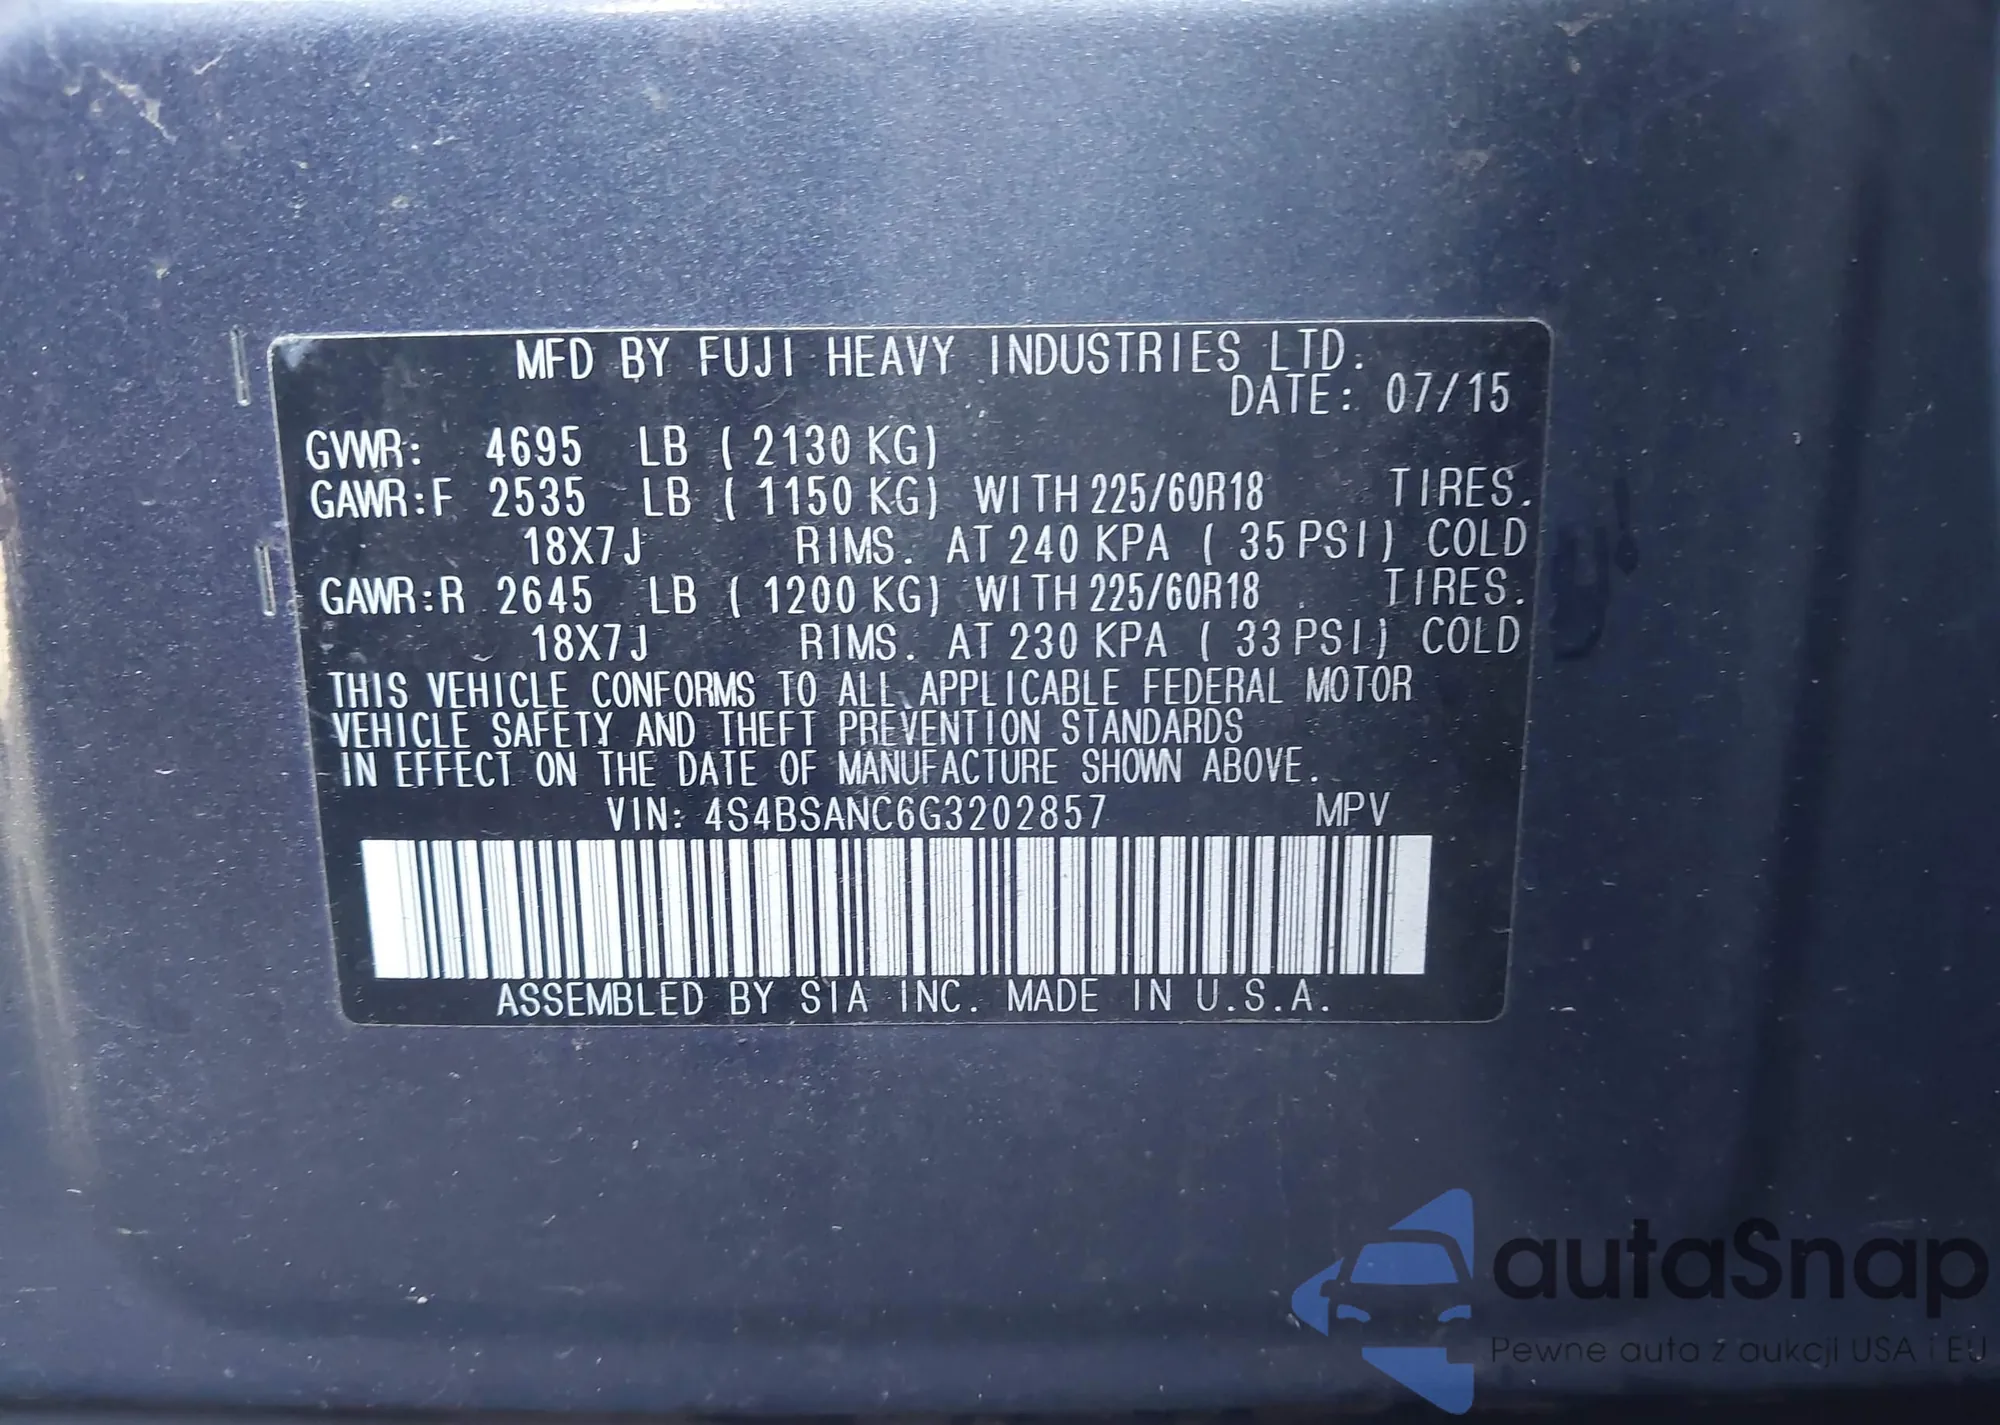 MFD BY FUJI HEAVY INDUSTRIES LTD.
DATE: 07/15
GVWR: 4695 LB ( 2130 KG)
GAWR:F 2535 LB ( 1150 KG) WITH 225/60R18 TIRES.
18X7J RIMS. AT 240 KPA ( 35 PSI) COLD
GAWR:R 2645 LB ( 1200 KG) WITH 225/60R18 TIRES.
18X7J RIMS. AT 230 KPA ( 33 PSI) COLD
THIS VEHICLE CONFORMS TO ALL APPLICABLE FEDERAL MOTOR
VEHICLE SAFETY AND THEFT PREVENTION STANDARDS
IN EFFECT ON THE DATE OF MANUFACTURE SHOWN ABOVE.
VIN: 4S4BSANC6G3202857 MPV
ASSEMBLED BY SIA INC. MADE IN U.S.A.
autaSnap
Pewne auta z aukcji USA i EU